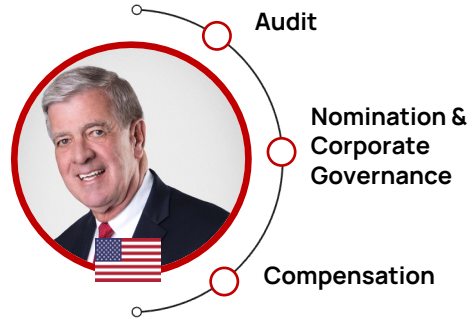 Audit
Nomination &
Corporate
Governance
Compensation